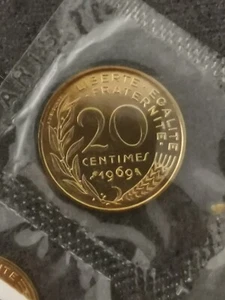 LIBERTE·EGALITE
FRATERNITE·
20
CENTIMES
1969